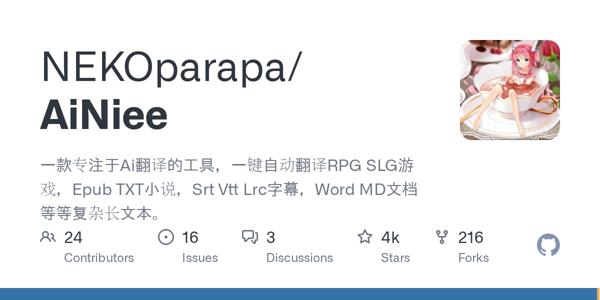 NEKOparapa/
AiNiee
一款专注于Ai翻译的工具，一键自动翻译RPG SLG游
戏，Epub TXT小说，Srt Vtt Lrc字幕，Word MD文档
等等复杂长文本。
24 16 3 4k 216
Contributors Issues Discussions Stars Forks